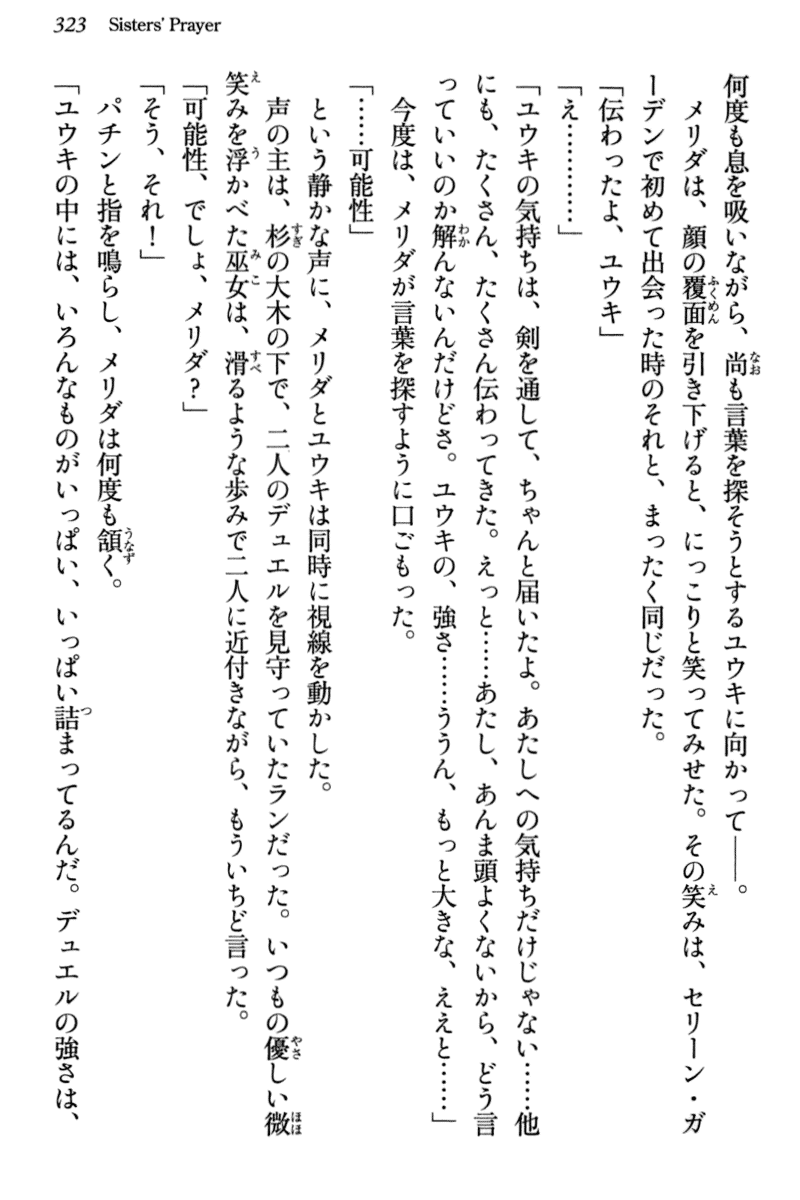 323 Sisters' Prayer
何度も息を吸いながら、尚も言葉を探そうとするユウキに向かって――。
　メリダは、顔の覆面を引き下げると、にっこりと笑ってみせた。その笑みは、セリーン・ガ
ーデンで初めて出会った時のそれと、まったく同じだった。
「伝わったよ、ユウキ」
「え…………」
「ユウキの気持ちは、剣を通して、ちゃんと届いたよ。あたしへの気持ちだけじゃない……他
にも、たくさん、たくさん伝わってきた。えっと……あたし、あんま頭よくないから、どう言
っていいのか解んないんだけどさ。ユウキの、強さ……ううん、もっと大きな、ええと……」
　今度は、メリダが言葉を探すように口ごもった。
「……可能性」
　という静かな声に、メリダとユウキは同時に視線を動かした。
　声の主は、杉の大木の下で、二人のデュエルを見守っていたランだった。いつもの優しい微
笑みを浮かべた巫女は、滑るような歩みで二人に近付きながら、もういちど言った。
「可能性、でしょ、メリダ？」
「そう、それ！」
　パチンと指を鳴らし、メリダは何度も頷く。
「ユウキの中には、いろんなものがいっぱい、いっぱい詰まってるんだ。デュエルの強さは、